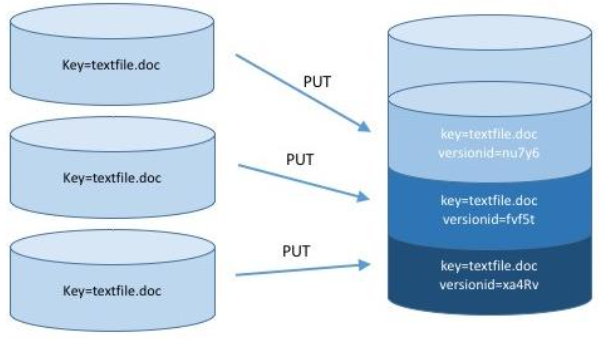 Key=textfile.doc
PUT
key=textfile.doc
versionid=nu7y6
Key=textfile.doc
PUT
key=textfile.doc
versionid=fvf5t
Key=textfile.doc
PUT
key=textfile.doc
versionid=xa4Rv